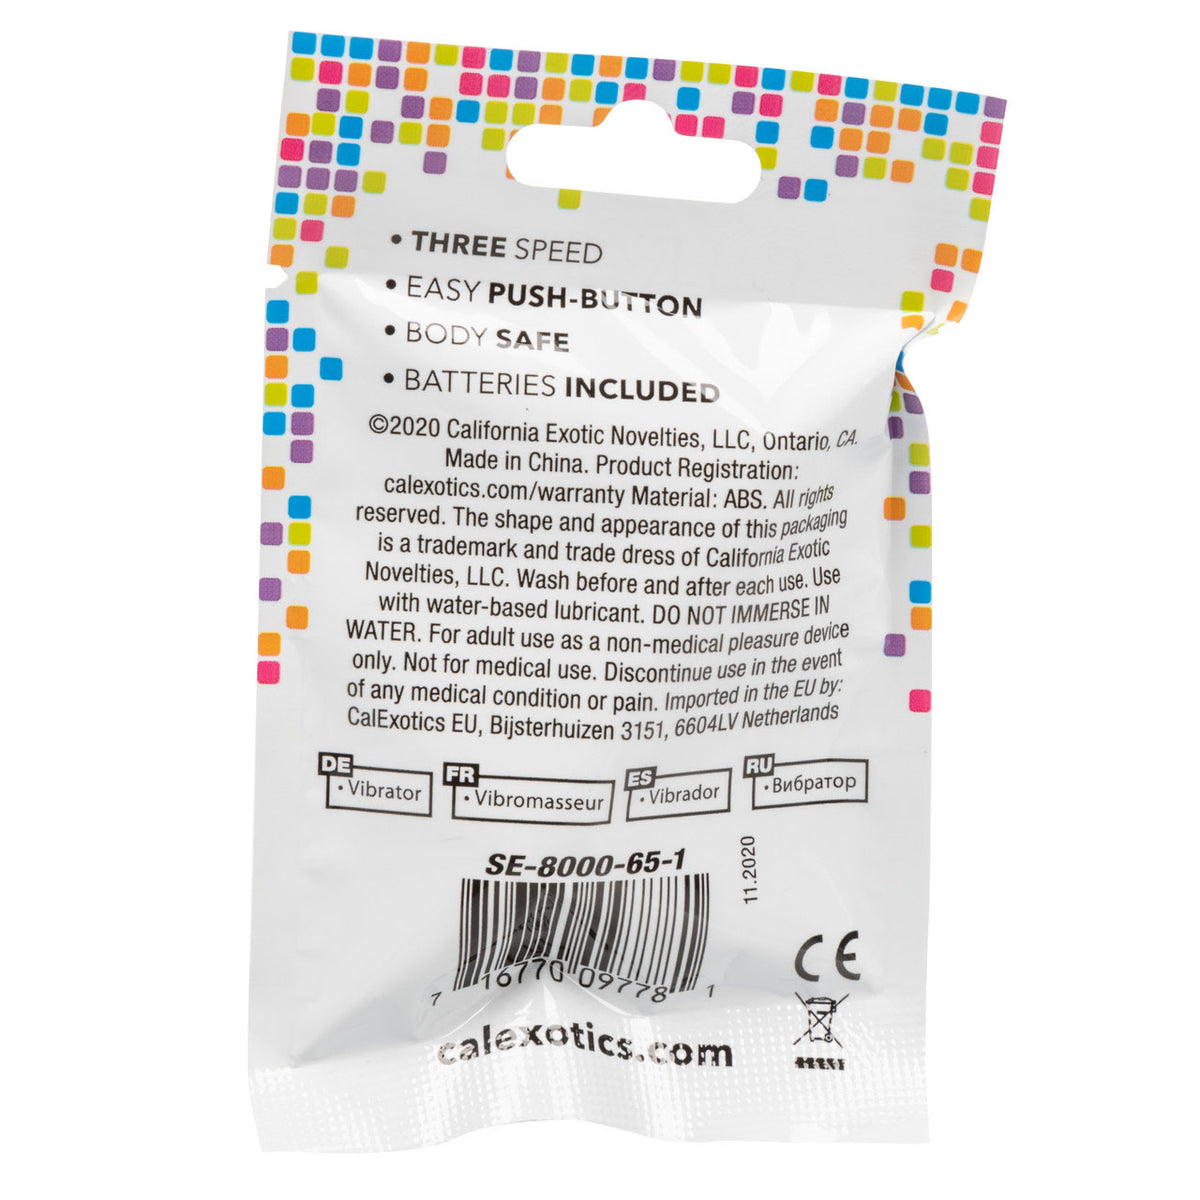 • THREE SPEED
• EASY PUSH-BUTTON
• BODY SAFE
• BATTERIES INCLUDED
©2020 California Exotic Novelties, LLC, Ontario, CA.
Made in China. Product Registration:
calexotics.com/warranty Material: ABS. All rights
reserved. The shape and appearance of this packaging
is a trademark and trade dress of California Exotic
Novelties, LLC. Wash before and after each use. Use
with water-based lubricant. DO NOT IMMERSE IN
WATER. For adult use as a non-medical pleasure device
only. Not for medical use. Discontinue use in the event
of any medical condition or pain. Imported in the EU by:
CalExotics EU, Bijsterhuizen 3151, 6604LV Netherlands
DE
• Vibrator
FR
• Vibromasseur
ES
• Vibrador
RU
• Вибратор
SE-8000-65-1
11.2020
7 16770 09778 1
CE
calexotics.com